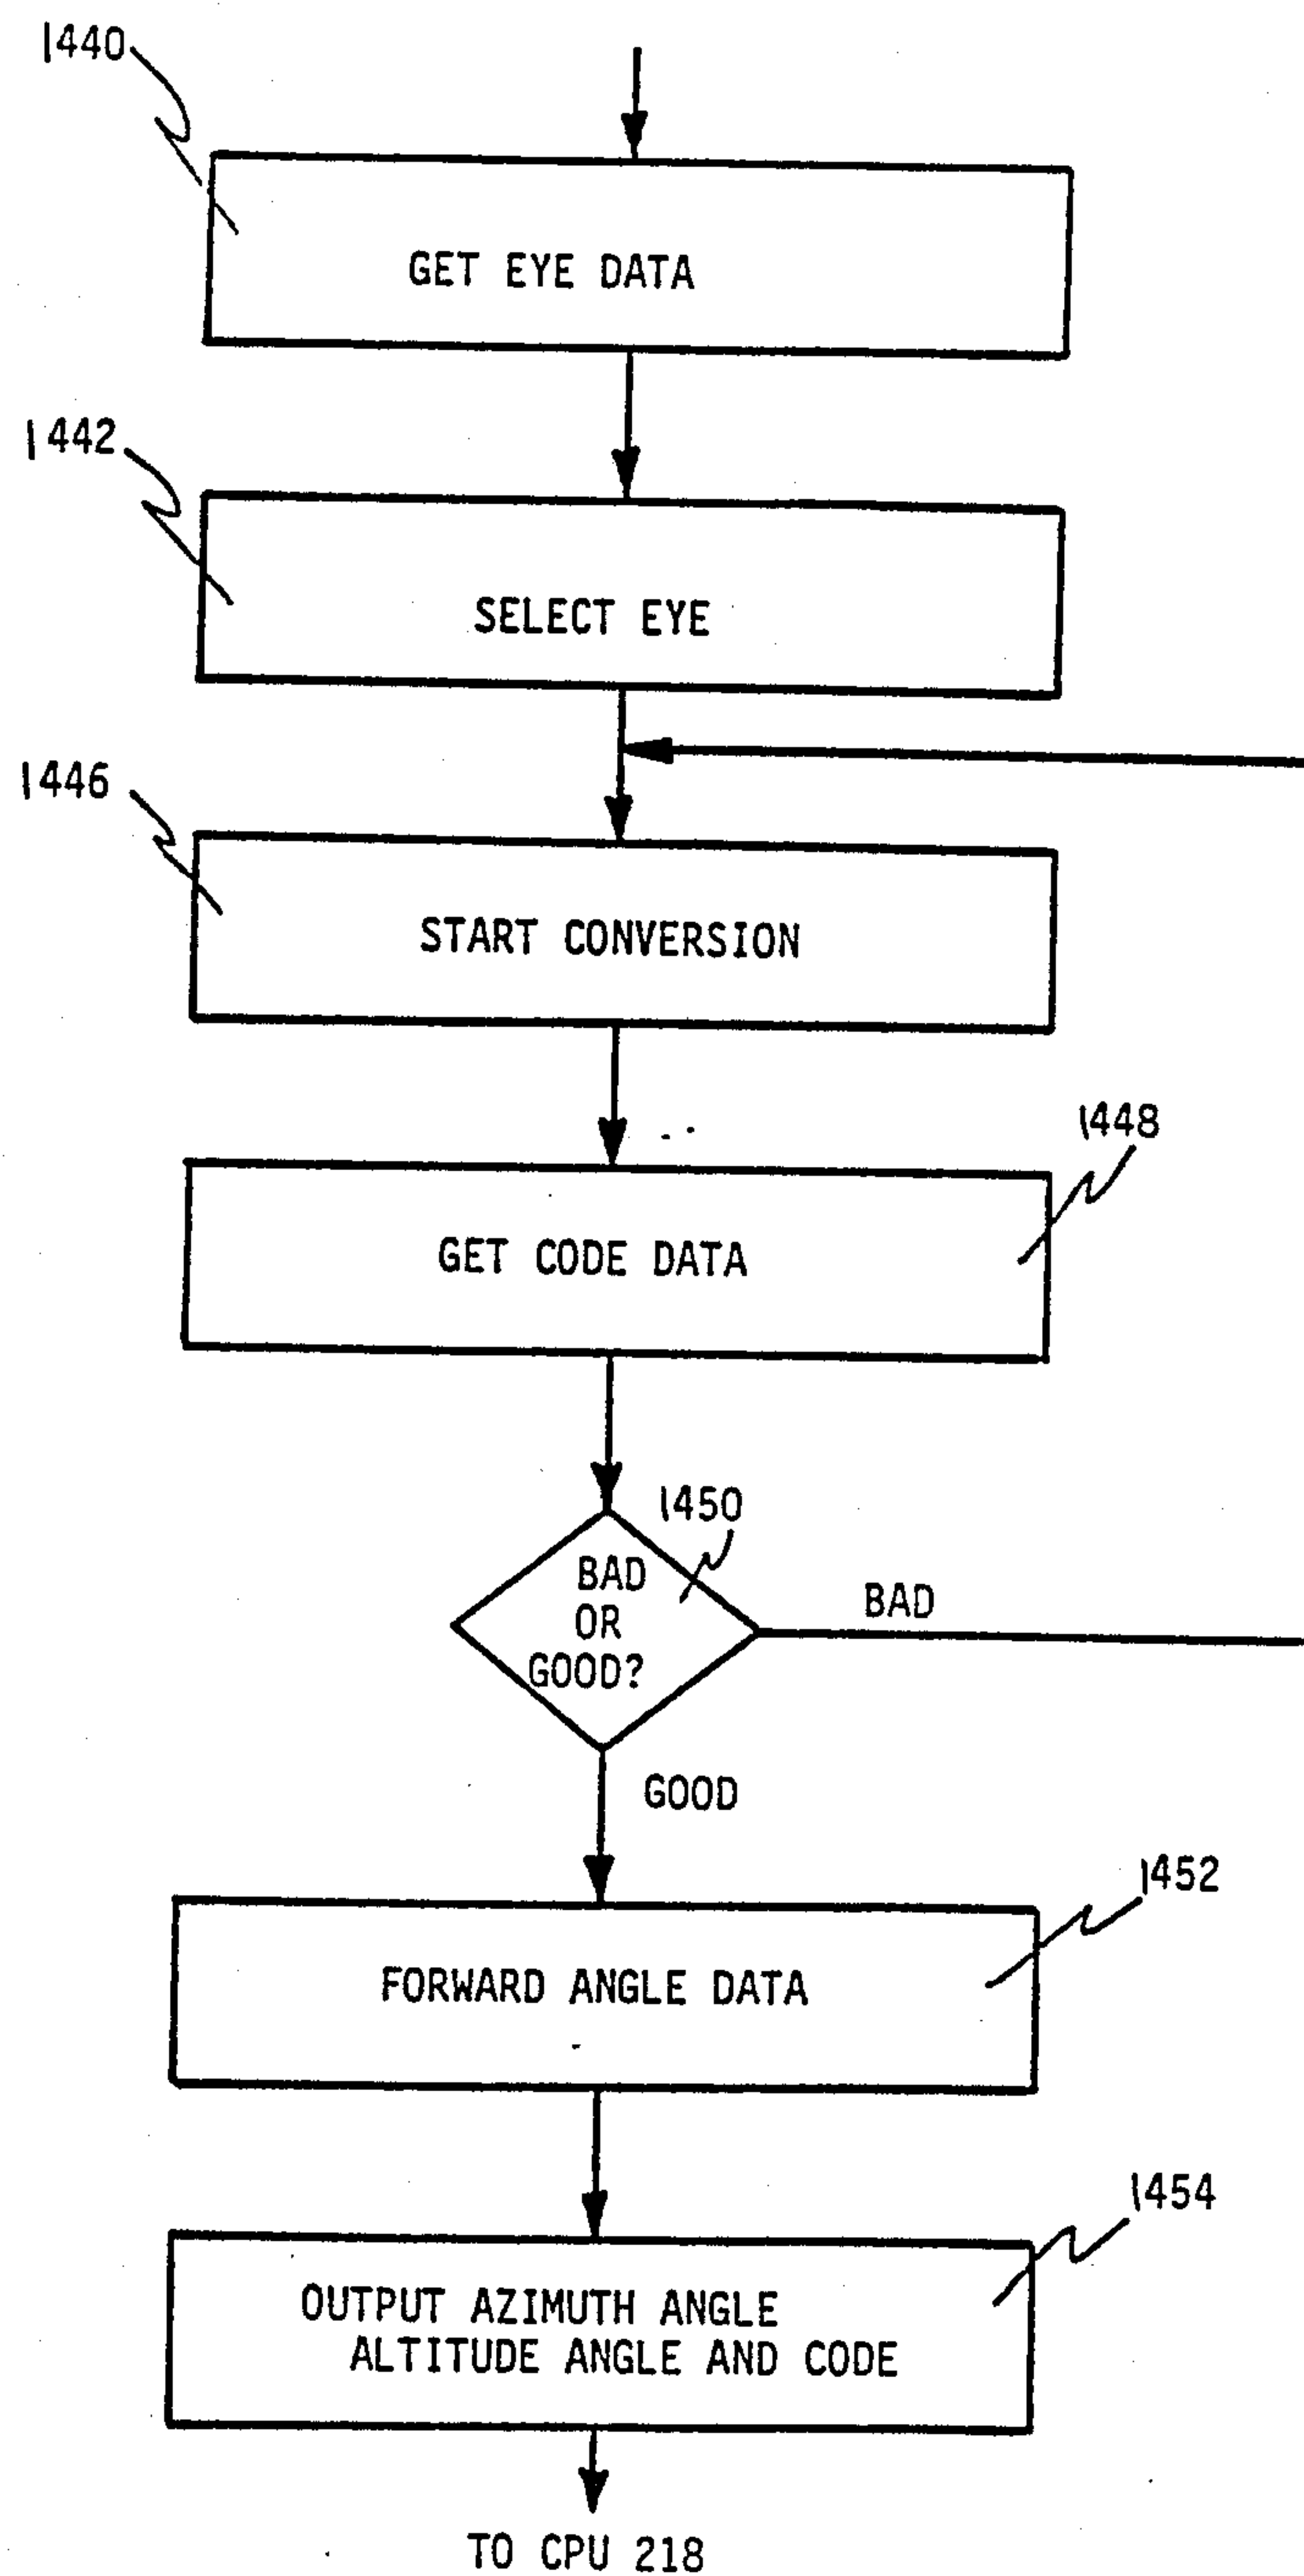 1440
GET EYE DATA
1442
SELECT EYE
1446
START CONVERSION
1448
GET CODE DATA
1450
BAD
OR
GOOD?
BAD
GOOD
1452
FORWARD ANGLE DATA
1454
OUTPUT AZIMUTH ANGLE
ALTITUDE ANGLE AND CODE
TO CPU 218